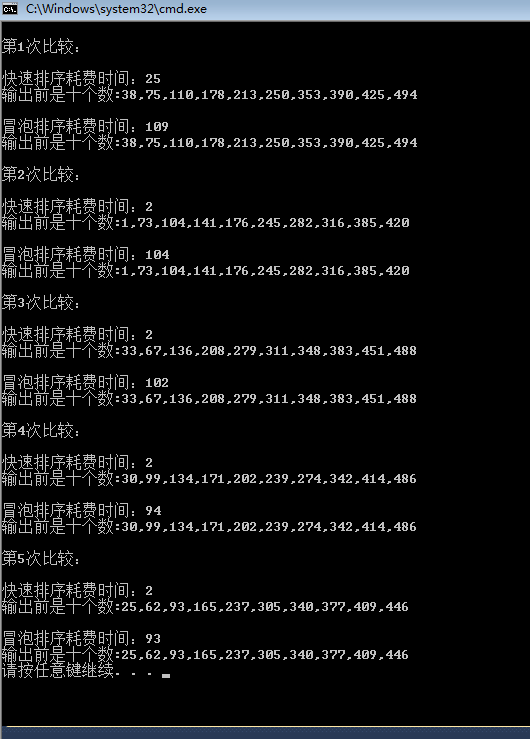 C:\Windows\system32\cmd.exe
第1次比较：
快速排序耗费时间：25
输出前是十个数:38,75,110,178,213,250,353,390,425,494
冒泡排序耗费时间：109
输出前是十个数:38,75,110,178,213,250,353,390,425,494
第2次比较：
快速排序耗费时间：2
输出前是十个数:1,73,104,141,176,245,282,316,385,420
冒泡排序耗费时间：104
输出前是十个数:1,73,104,141,176,245,282,316,385,420
第3次比较：
快速排序耗费时间：2
输出前是十个数:33,67,136,208,279,311,348,383,451,488
冒泡排序耗费时间：102
输出前是十个数:33,67,136,208,279,311,348,383,451,488
第4次比较：
快速排序耗费时间：2
输出前是十个数:30,99,134,171,202,239,274,342,414,486
冒泡排序耗费时间：94
输出前是十个数:30,99,134,171,202,239,274,342,414,486
第5次比较：
快速排序耗费时间：2
输出前是十个数:25,62,93,165,237,305,340,377,409,446
冒泡排序耗费时间：93
输出前是十个数:25,62,93,165,237,305,340,377,409,446
请按任意键继续. . .